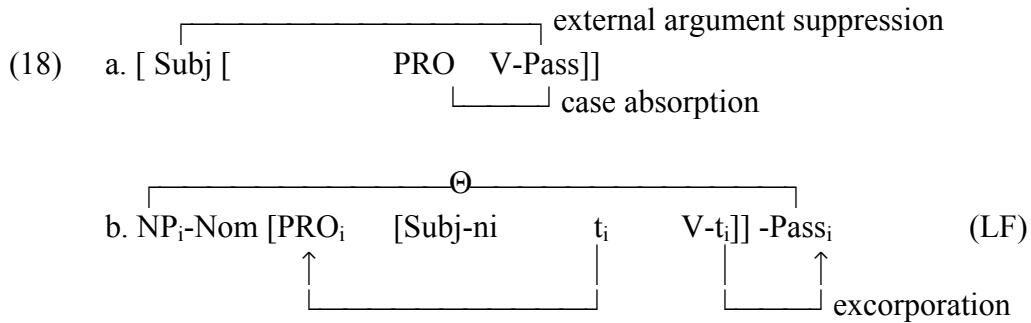 external argument suppression
(18) a. [ Subj [ PRO V-Pass]]
case absorption
Θ
b. NPi-Nom [PROi [Subj-ni ti V-ti]] -Passi (LF)
excorporation